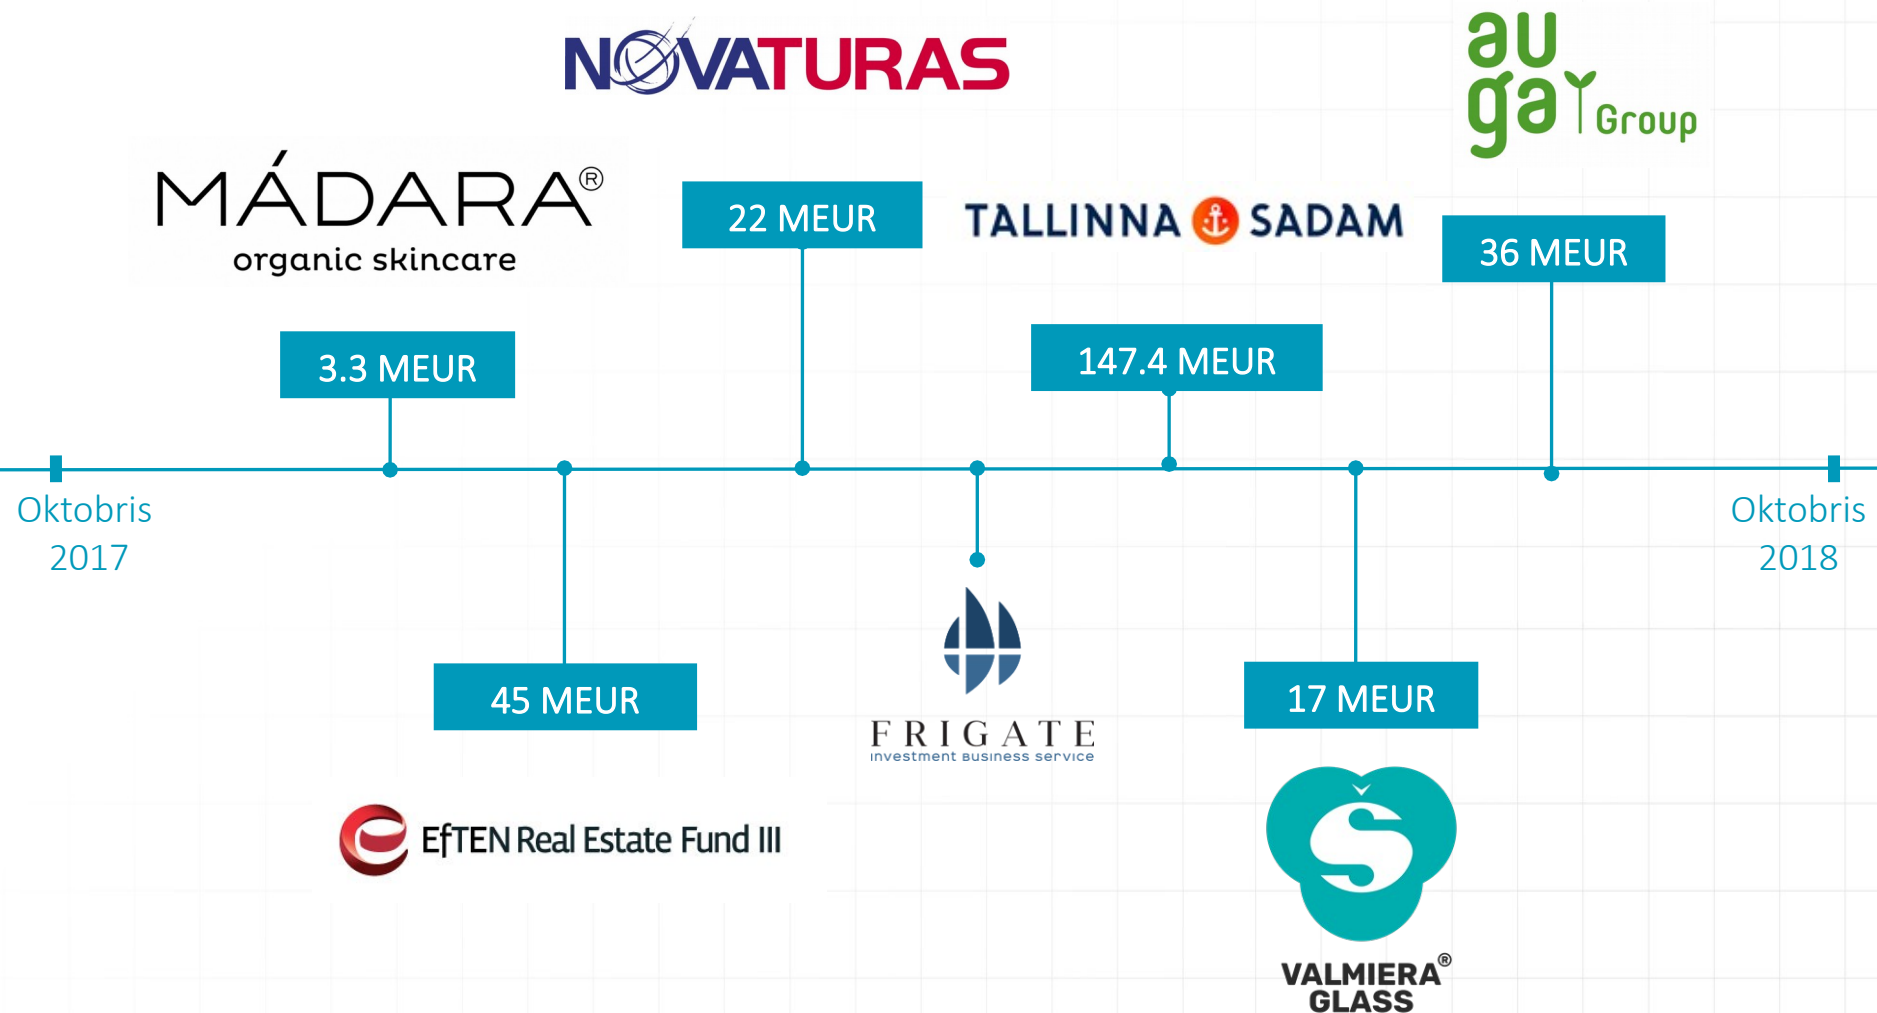 NOVATURAS
au
ga Group
MÁDARA®
organic skincare
22 MEUR
TALLINNA SADAM
36 MEUR
3.3 MEUR
147.4 MEUR
Oktobris
2017
Oktobris
2018
45 MEUR
FRIGATE
Investment Business Service
17 MEUR
EfTEN Real Estate Fund III
Š
VALMIERA®
GLASS